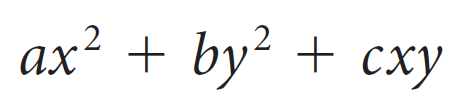 ax² + by² + cxy